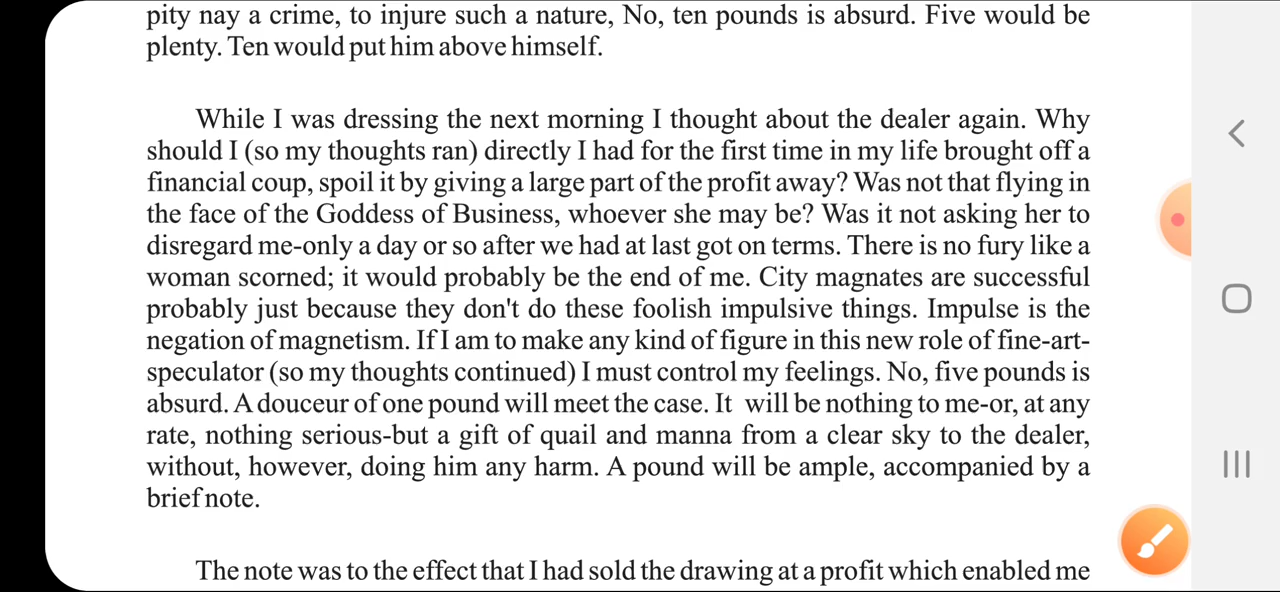 pity nay a crime, to injure such a nature, No, ten pounds is absurd. Five would be
plenty. Ten would put him above himself.
While I was dressing the next morning I thought about the dealer again. Why
should I (so my thoughts ran) directly I had for the first time in my life brought off a
financial coup, spoil it by giving a large part of the profit away? Was not that flying in
the face of the Goddess of Business, whoever she may be? Was it not asking her to
disregard me-only a day or so after we had at last got on terms. There is no fury like a
woman scorned; it would probably be the end of me. City magnates are successful
probably just because they don't do these foolish impulsive things. Impulse is the
negation of magnetism. If I am to make any kind of figure in this new role of fine-art-
speculator (so my thoughts continued) I must control my feelings. No, five pounds is
absurd. A douceur of one pound will meet the case. It will be nothing to me-or, at any
rate, nothing serious-but a gift of quail and manna from a clear sky to the dealer,
without, however, doing him any harm. A pound will be ample, accompanied by a
brief note.
The note was to the effect that I had sold the drawing at a profit which enabled me